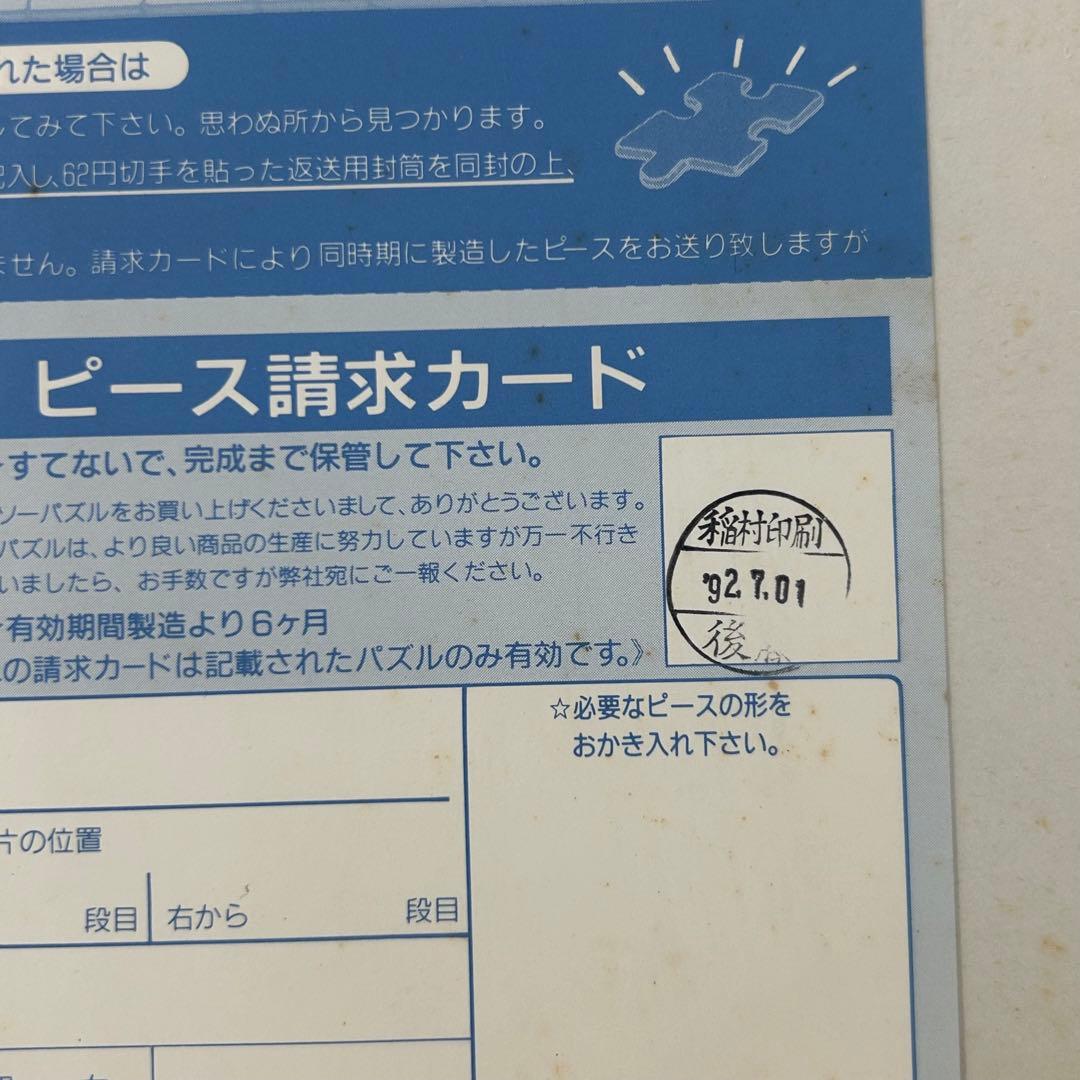 れた場合は
してみて下さい。思わぬ所から見つかります。
記入し、62円切手を貼った返送用封筒を同封の上、
ません。請求カードにより同時期に製造したピースをお送り致しますが
ピース請求カード
すてないで、完成まで保管して下さい。
ソーパズルをお買い上げくださいまして、ありがとうございます。
パズルは、より良い商品の生産に努力していますが万一不行き
いましたら、お手数ですが弊社宛にご一報ください。
有効期間製造より6ヶ月
の請求カードは記載されたパズルのみ有効です。》
稲村印刷
'92.7.01
後
☆必要なピースの形を
おかき入れ下さい。
片の位置
段目
右から
段目